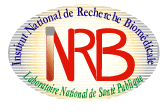 Institut National de Recherche Biomédicale
INRB
Laboratoire National de Santé Publique